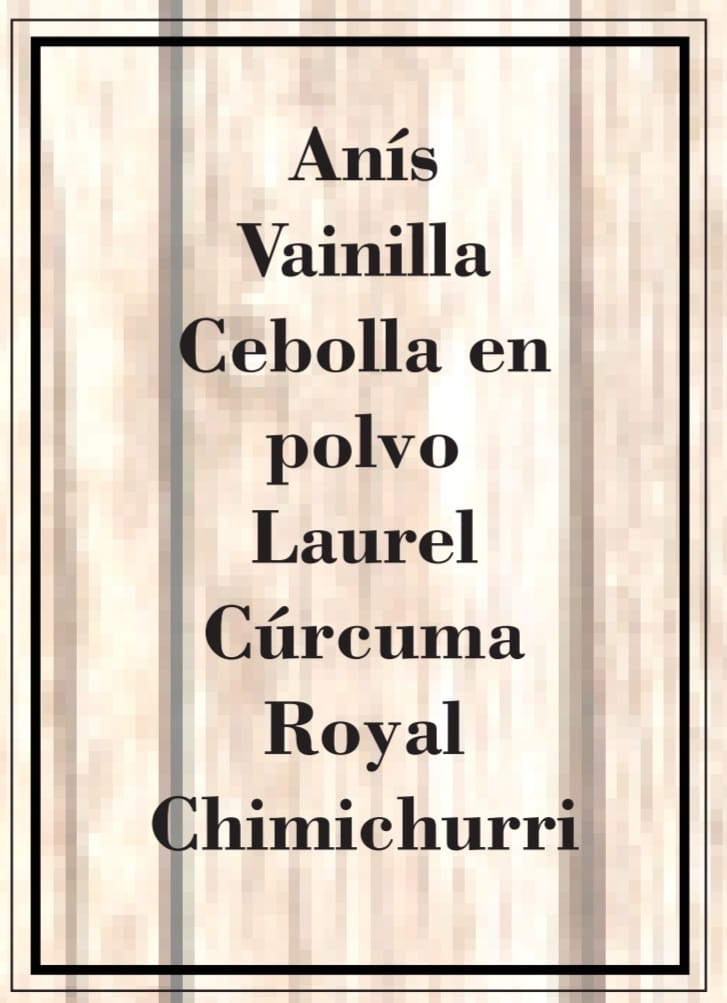 Anís
Vainilla
Cebolla en
polvo
Laurel
Cúrcuma
Royal
Chimichurri